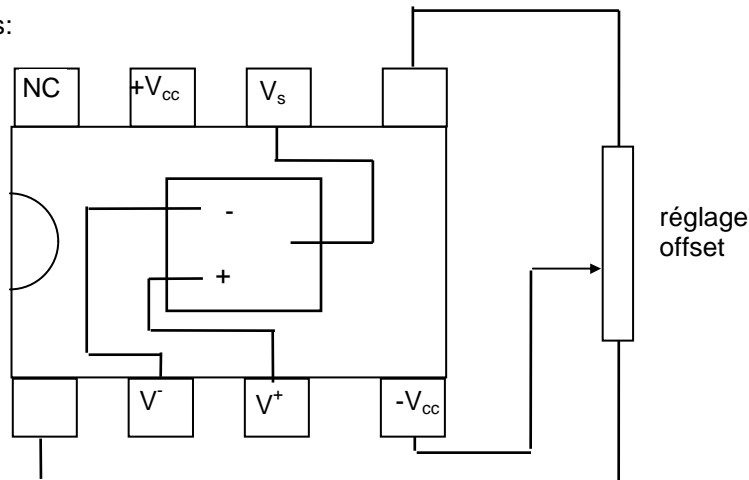 s:
NC +Vcc Vs
-
+
réglage
offset
V- V+ -Vcc